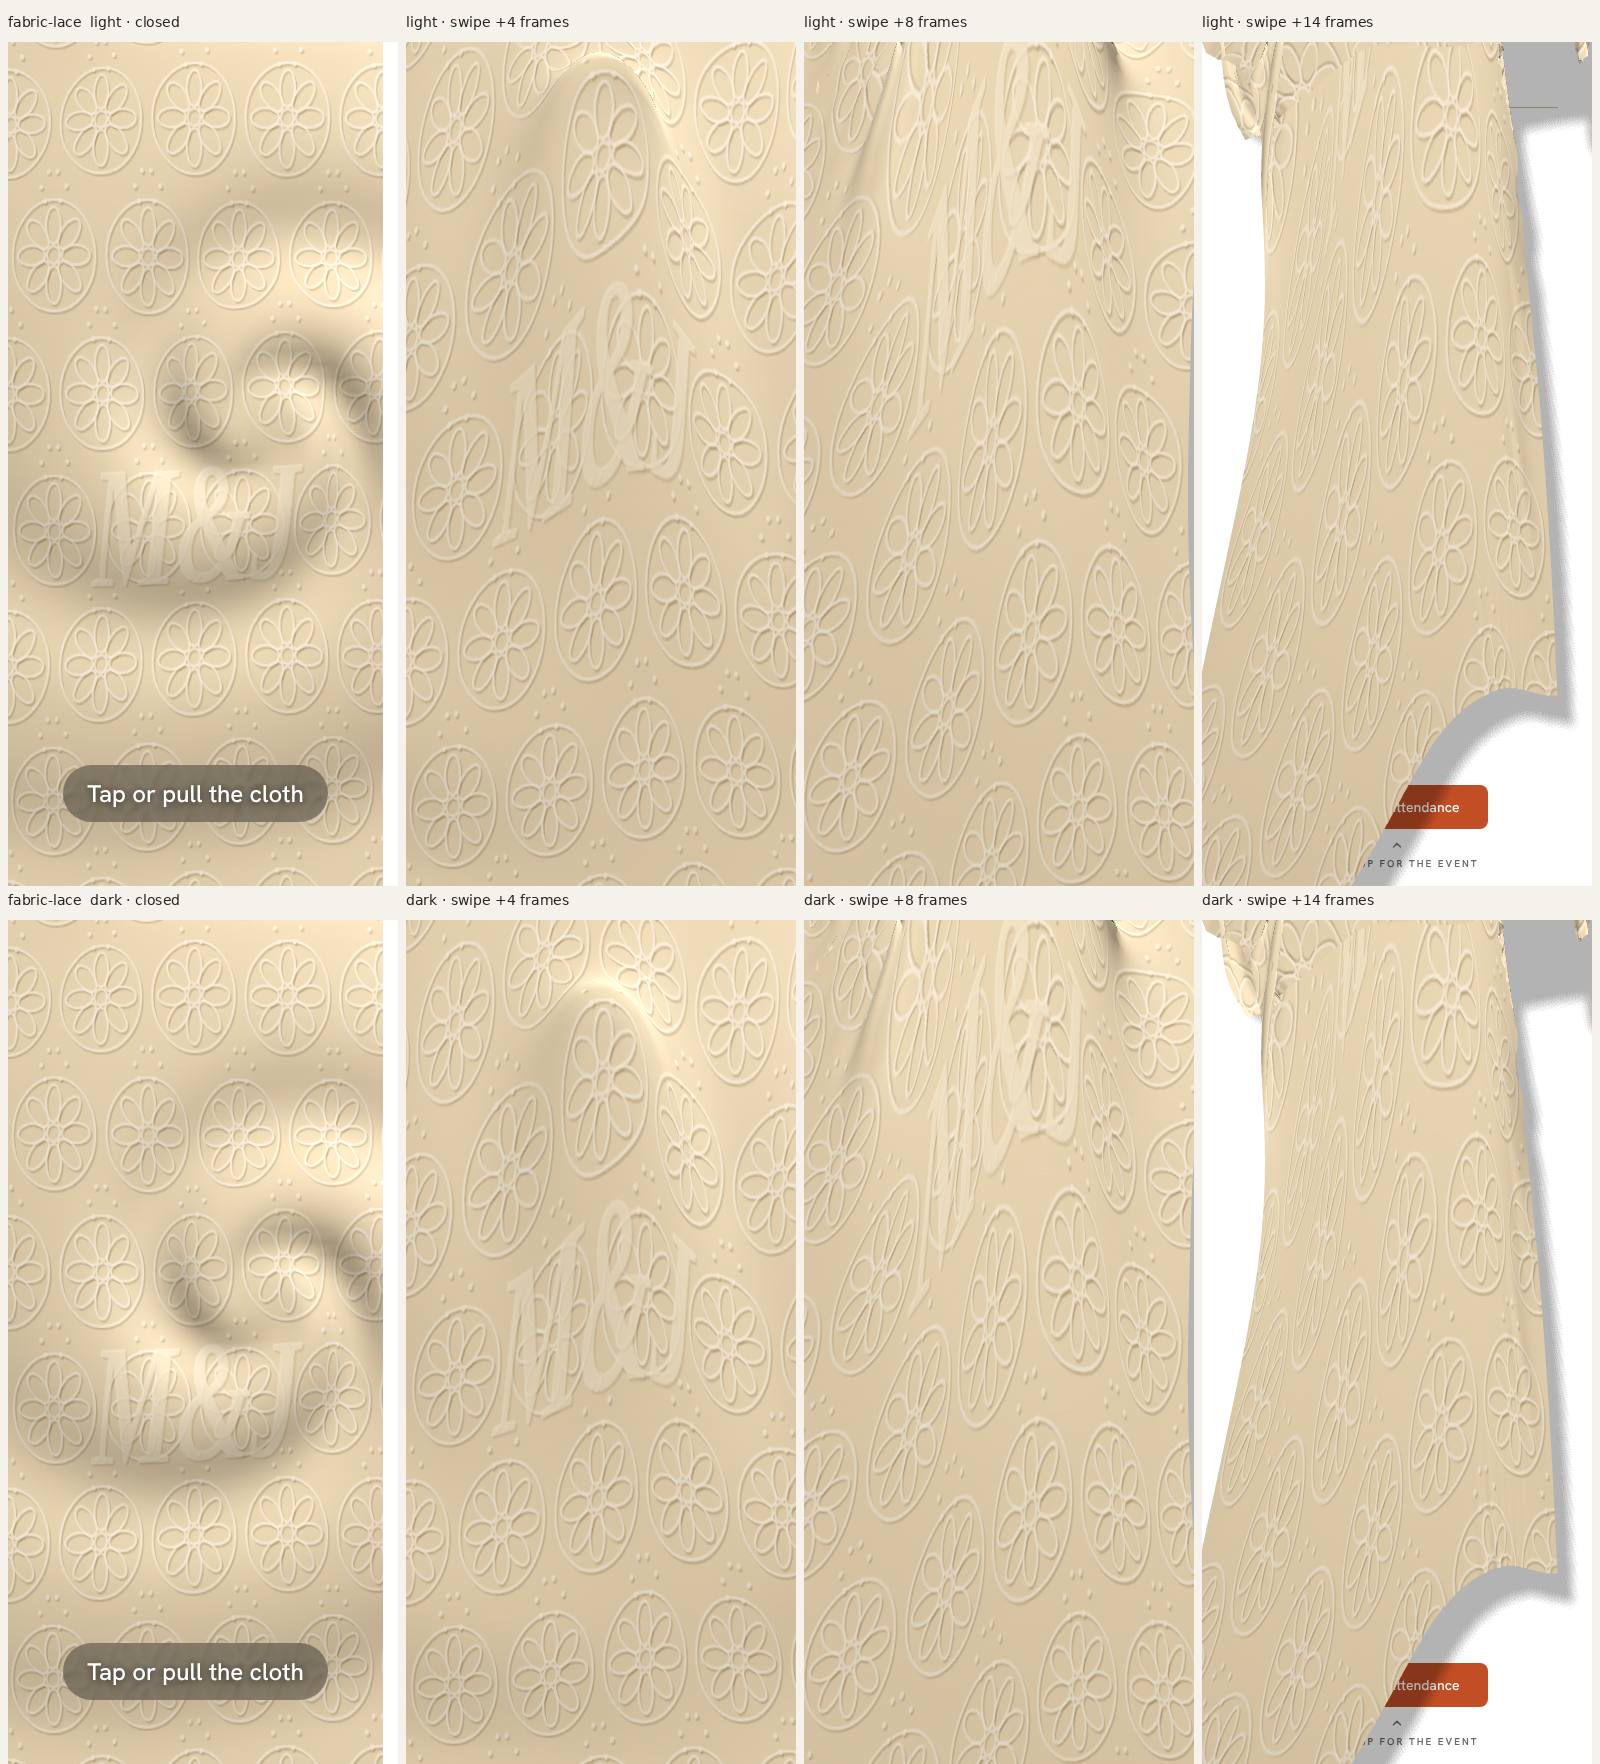 fabric-lace light · closed
light · swipe +4 frames
light · swipe +8 frames
light · swipe +14 frames
M&J
M&J
M&J
Tap or pull the cloth
ttendance
P FOR THE EVENT
fabric-lace dark · closed
dark · swipe +4 frames
dark · swipe +8 frames
dark · swipe +14 frames
M&J
M&J
M&J
Tap or pull the cloth
ttendance
P FOR THE EVENT